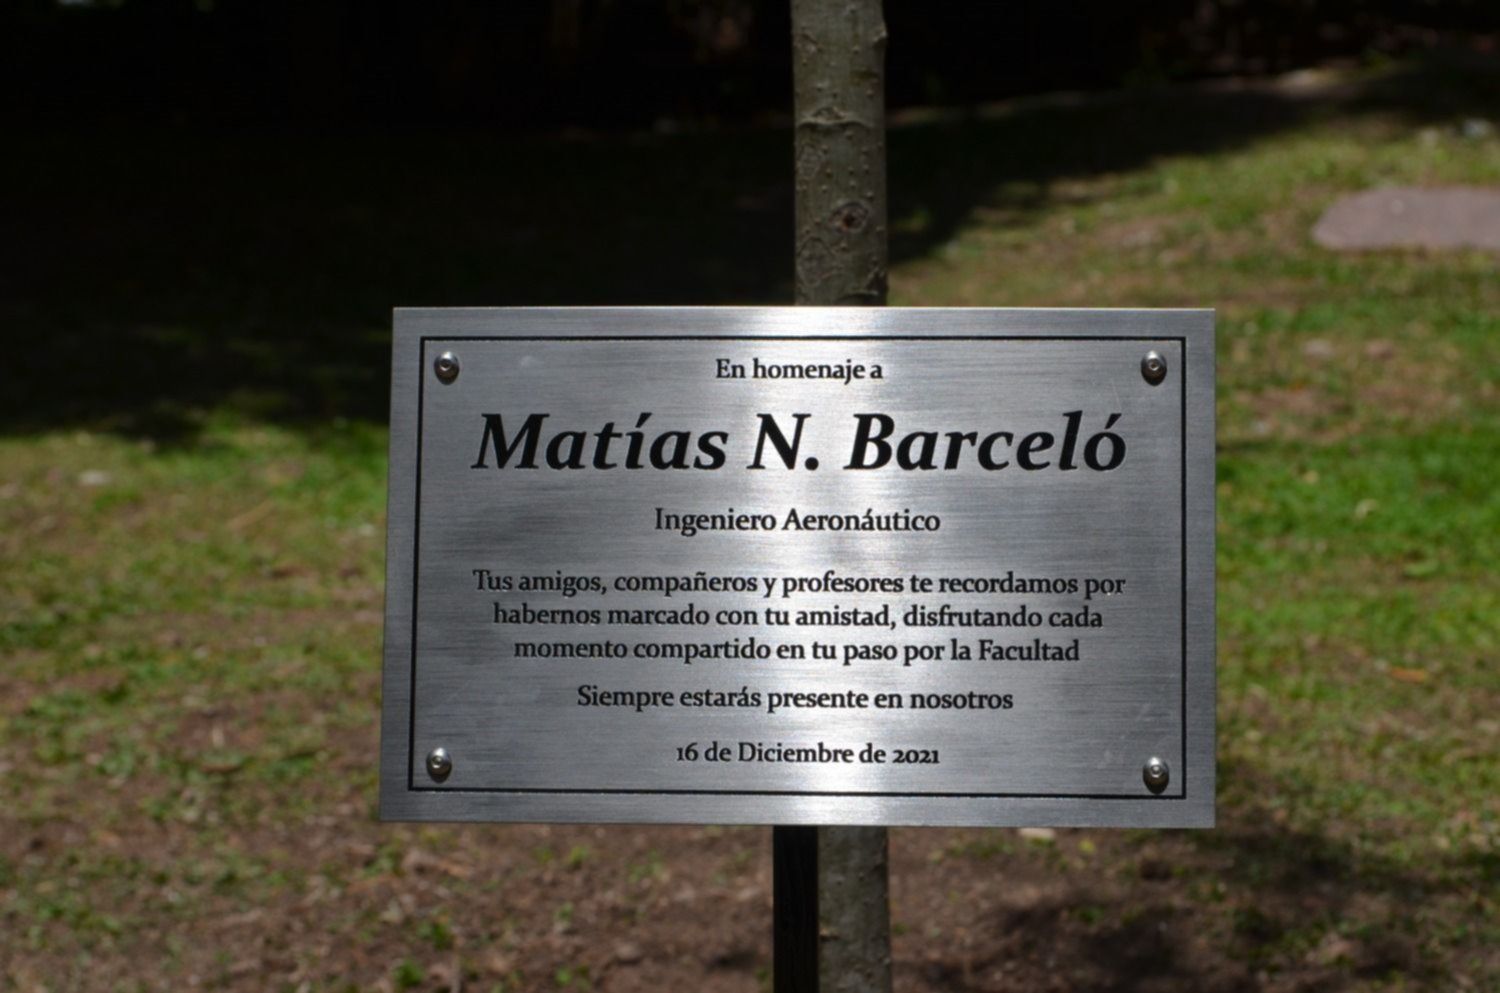 En homenaje a
Matías N. Barceló
Ingeniero Aeronáutico
Tus amigos, compañeros y profesores te recordamos por
habernos marcado con tu amistad, disfrutando cada
momento compartido en tu paso por la Facultad
Siempre estarás presente en nosotros
16 de Diciembre de 2021